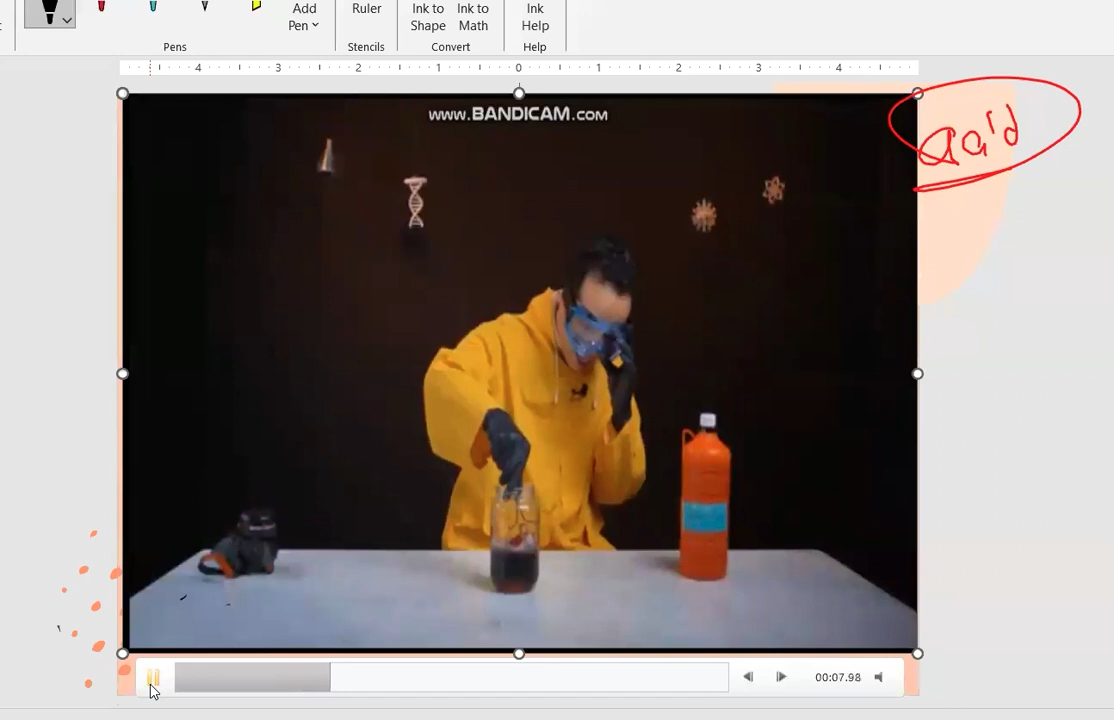 Add
Pen
Ruler
Ink to
Shape
Ink to
Math
Ink
Help
Pens
Stencils
Convert
Help
4 3 2 1 0 1 2 3 4
www.BANDICAM.com
00:07.98